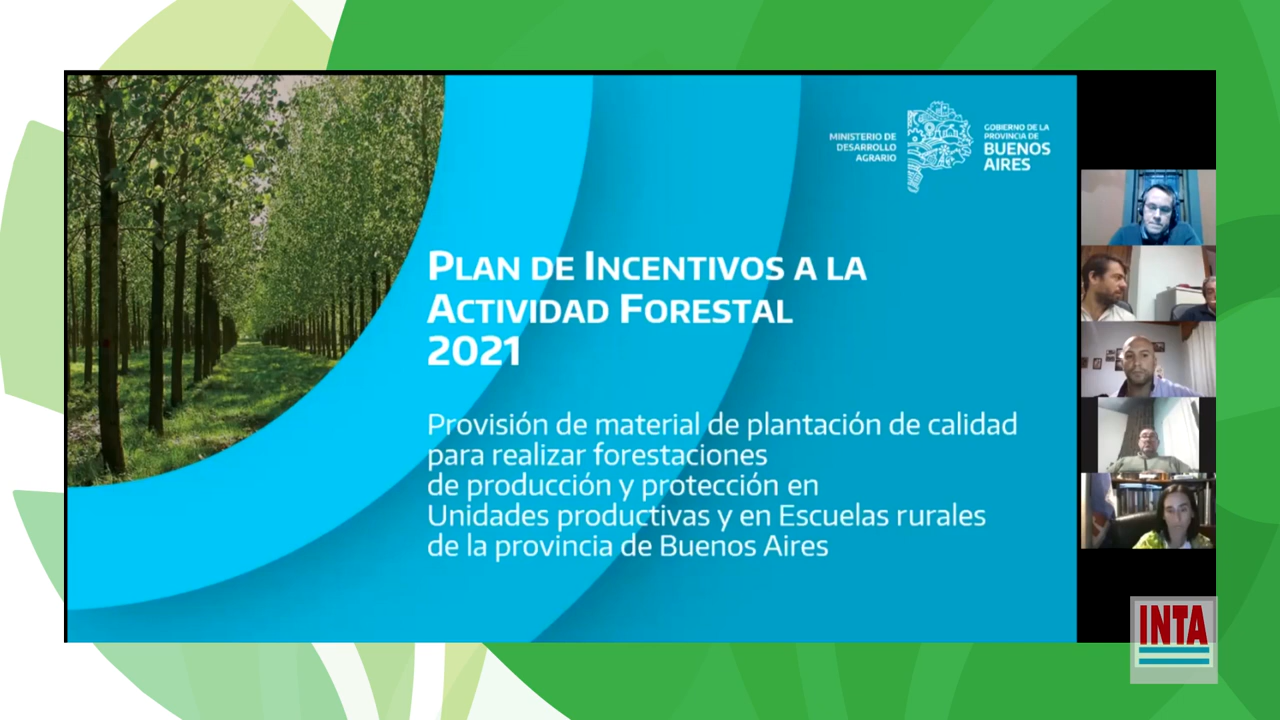 MINISTERIO DE
DESARROLLO
AGRARIO
GOBIERNO DE LA
PROVINCIA DE
BUENOS
AIRES
PLAN DE INCENTIVOS A LA
ACTIVIDAD FORESTAL
2021
Provisión de material de plantación de calidad
para realizar forestaciones
de producción y protección en
Unidades productivas y en Escuelas rurales
de la provincia de Buenos Aires
INTA